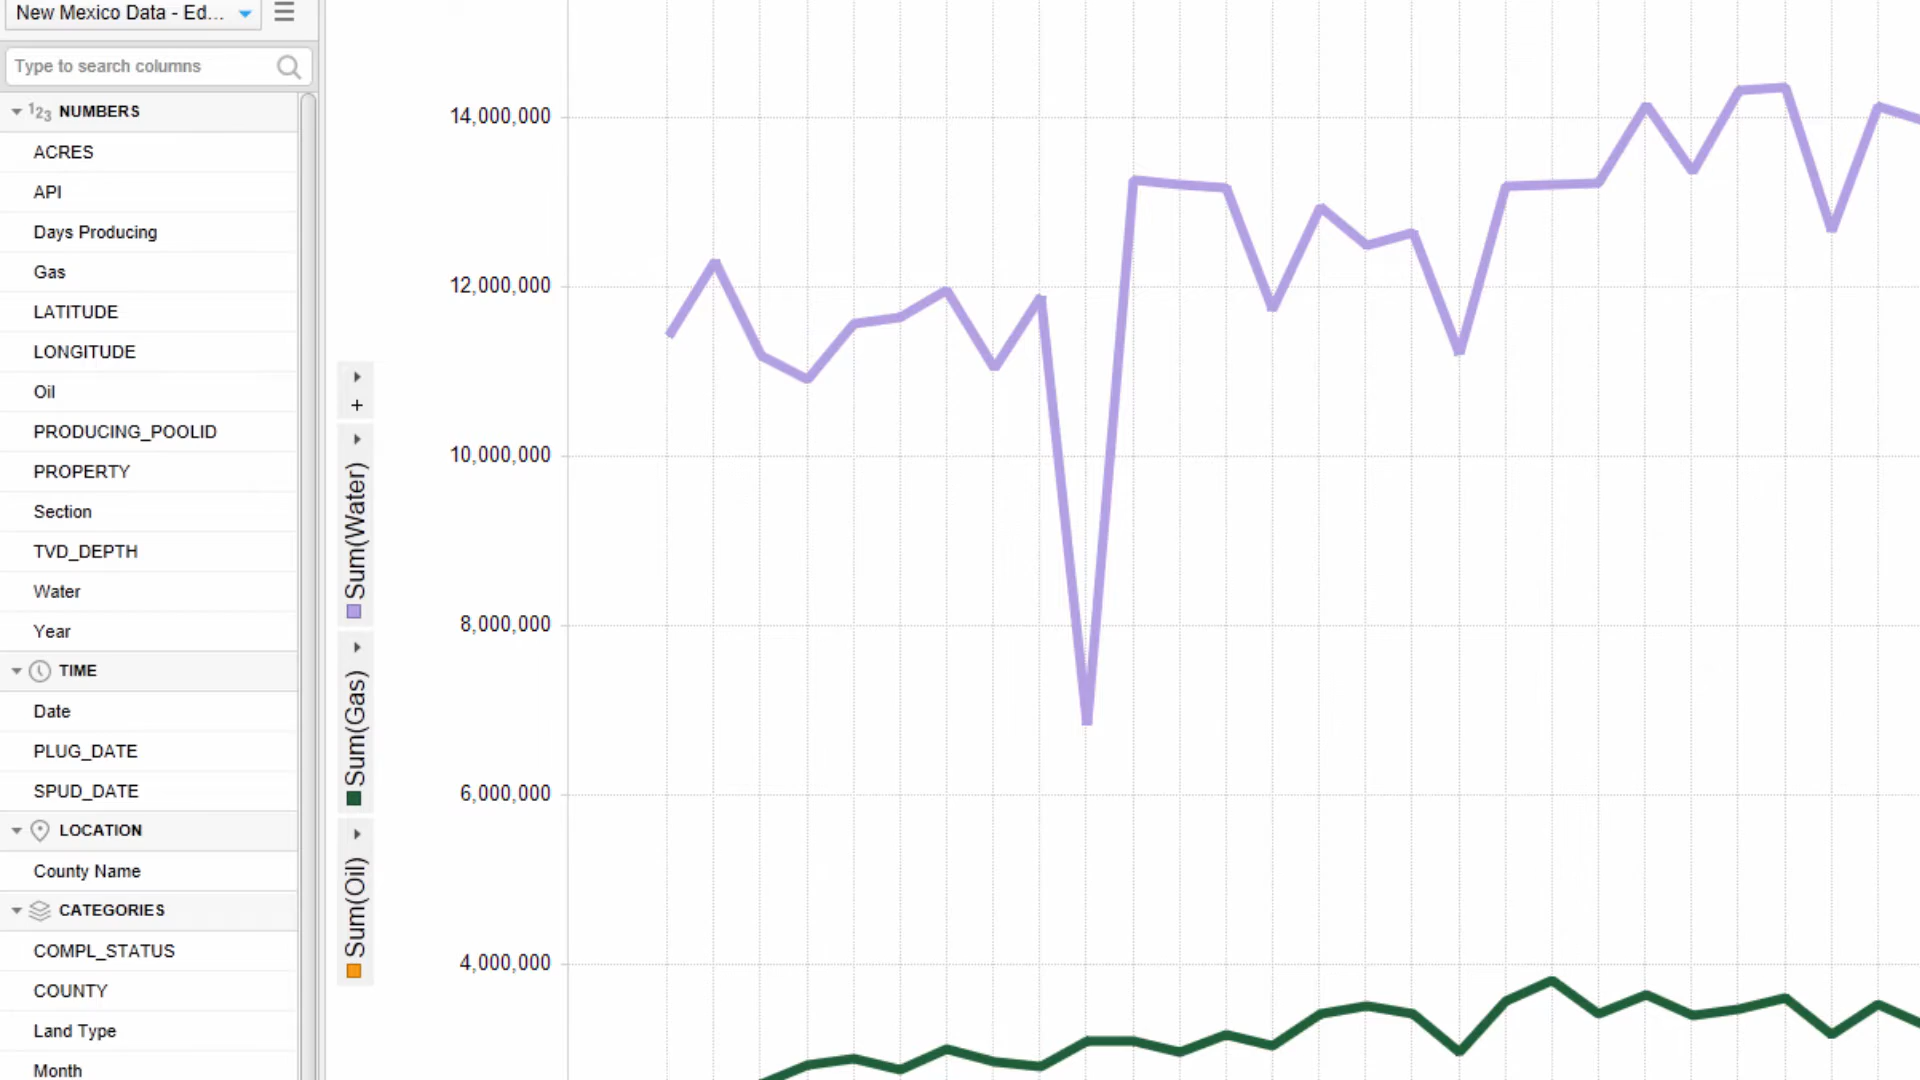 New Mexico Data - Ed...
Type to search columns
123 NUMBERS
ACRES
API
Days Producing
Gas
LATITUDE
LONGITUDE
Oil
PRODUCING_POOLID
PROPERTY
Section
TVD_DEPTH
Water
Year
TIME
Date
PLUG_DATE
SPUD_DATE
LOCATION
County Name
CATEGORIES
COMPL_STATUS
COUNTY
Land Type
Month
+
Sum(Water)
Sum(Gas)
Sum(Oil)
14,000,000
12,000,000
10,000,000
8,000,000
6,000,000
4,000,000